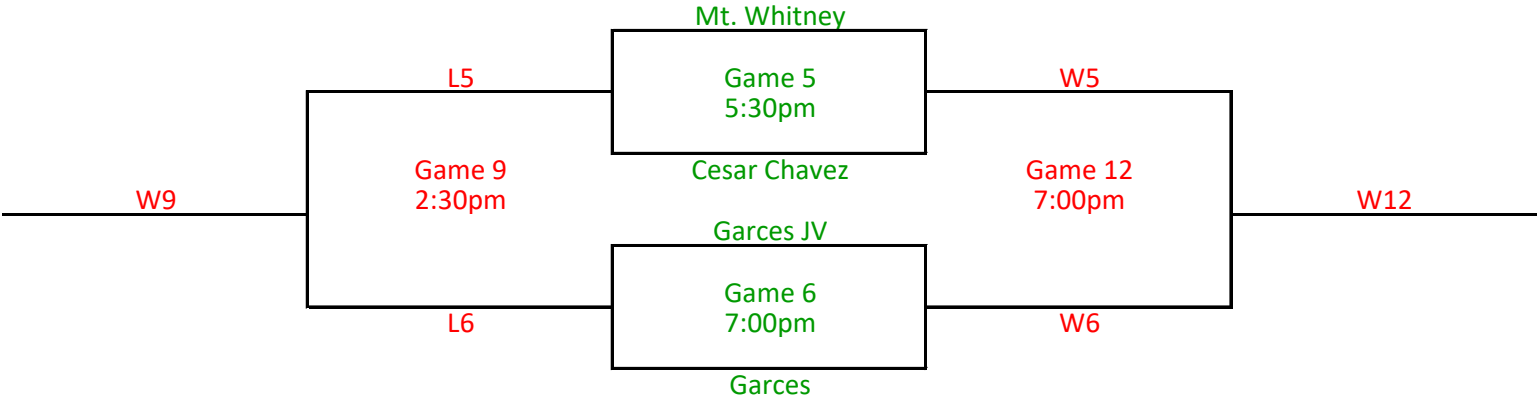 Mt. Whitney
L5
Game 5
W5
5:30pm
Game 9
Cesar Chavez
Game 12
W9
2:30pm
7:00pm
W12
Garces JV
Game 6
L6
7:00pm
W6
Garces